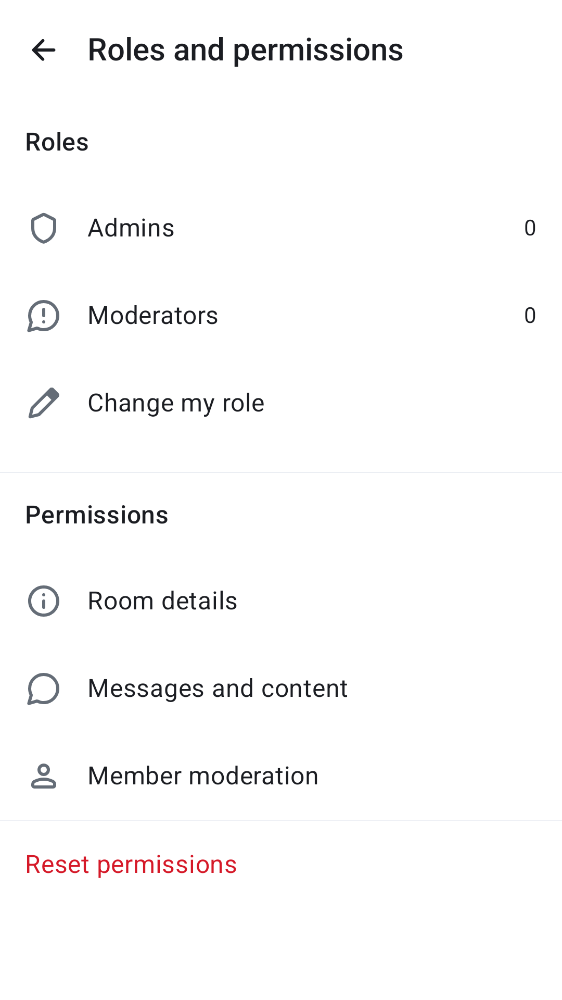 Roles and permissions
Roles
Admins 0
Moderators 0
Change my role
Permissions
Room details
Messages and content
Member moderation
Reset permissions